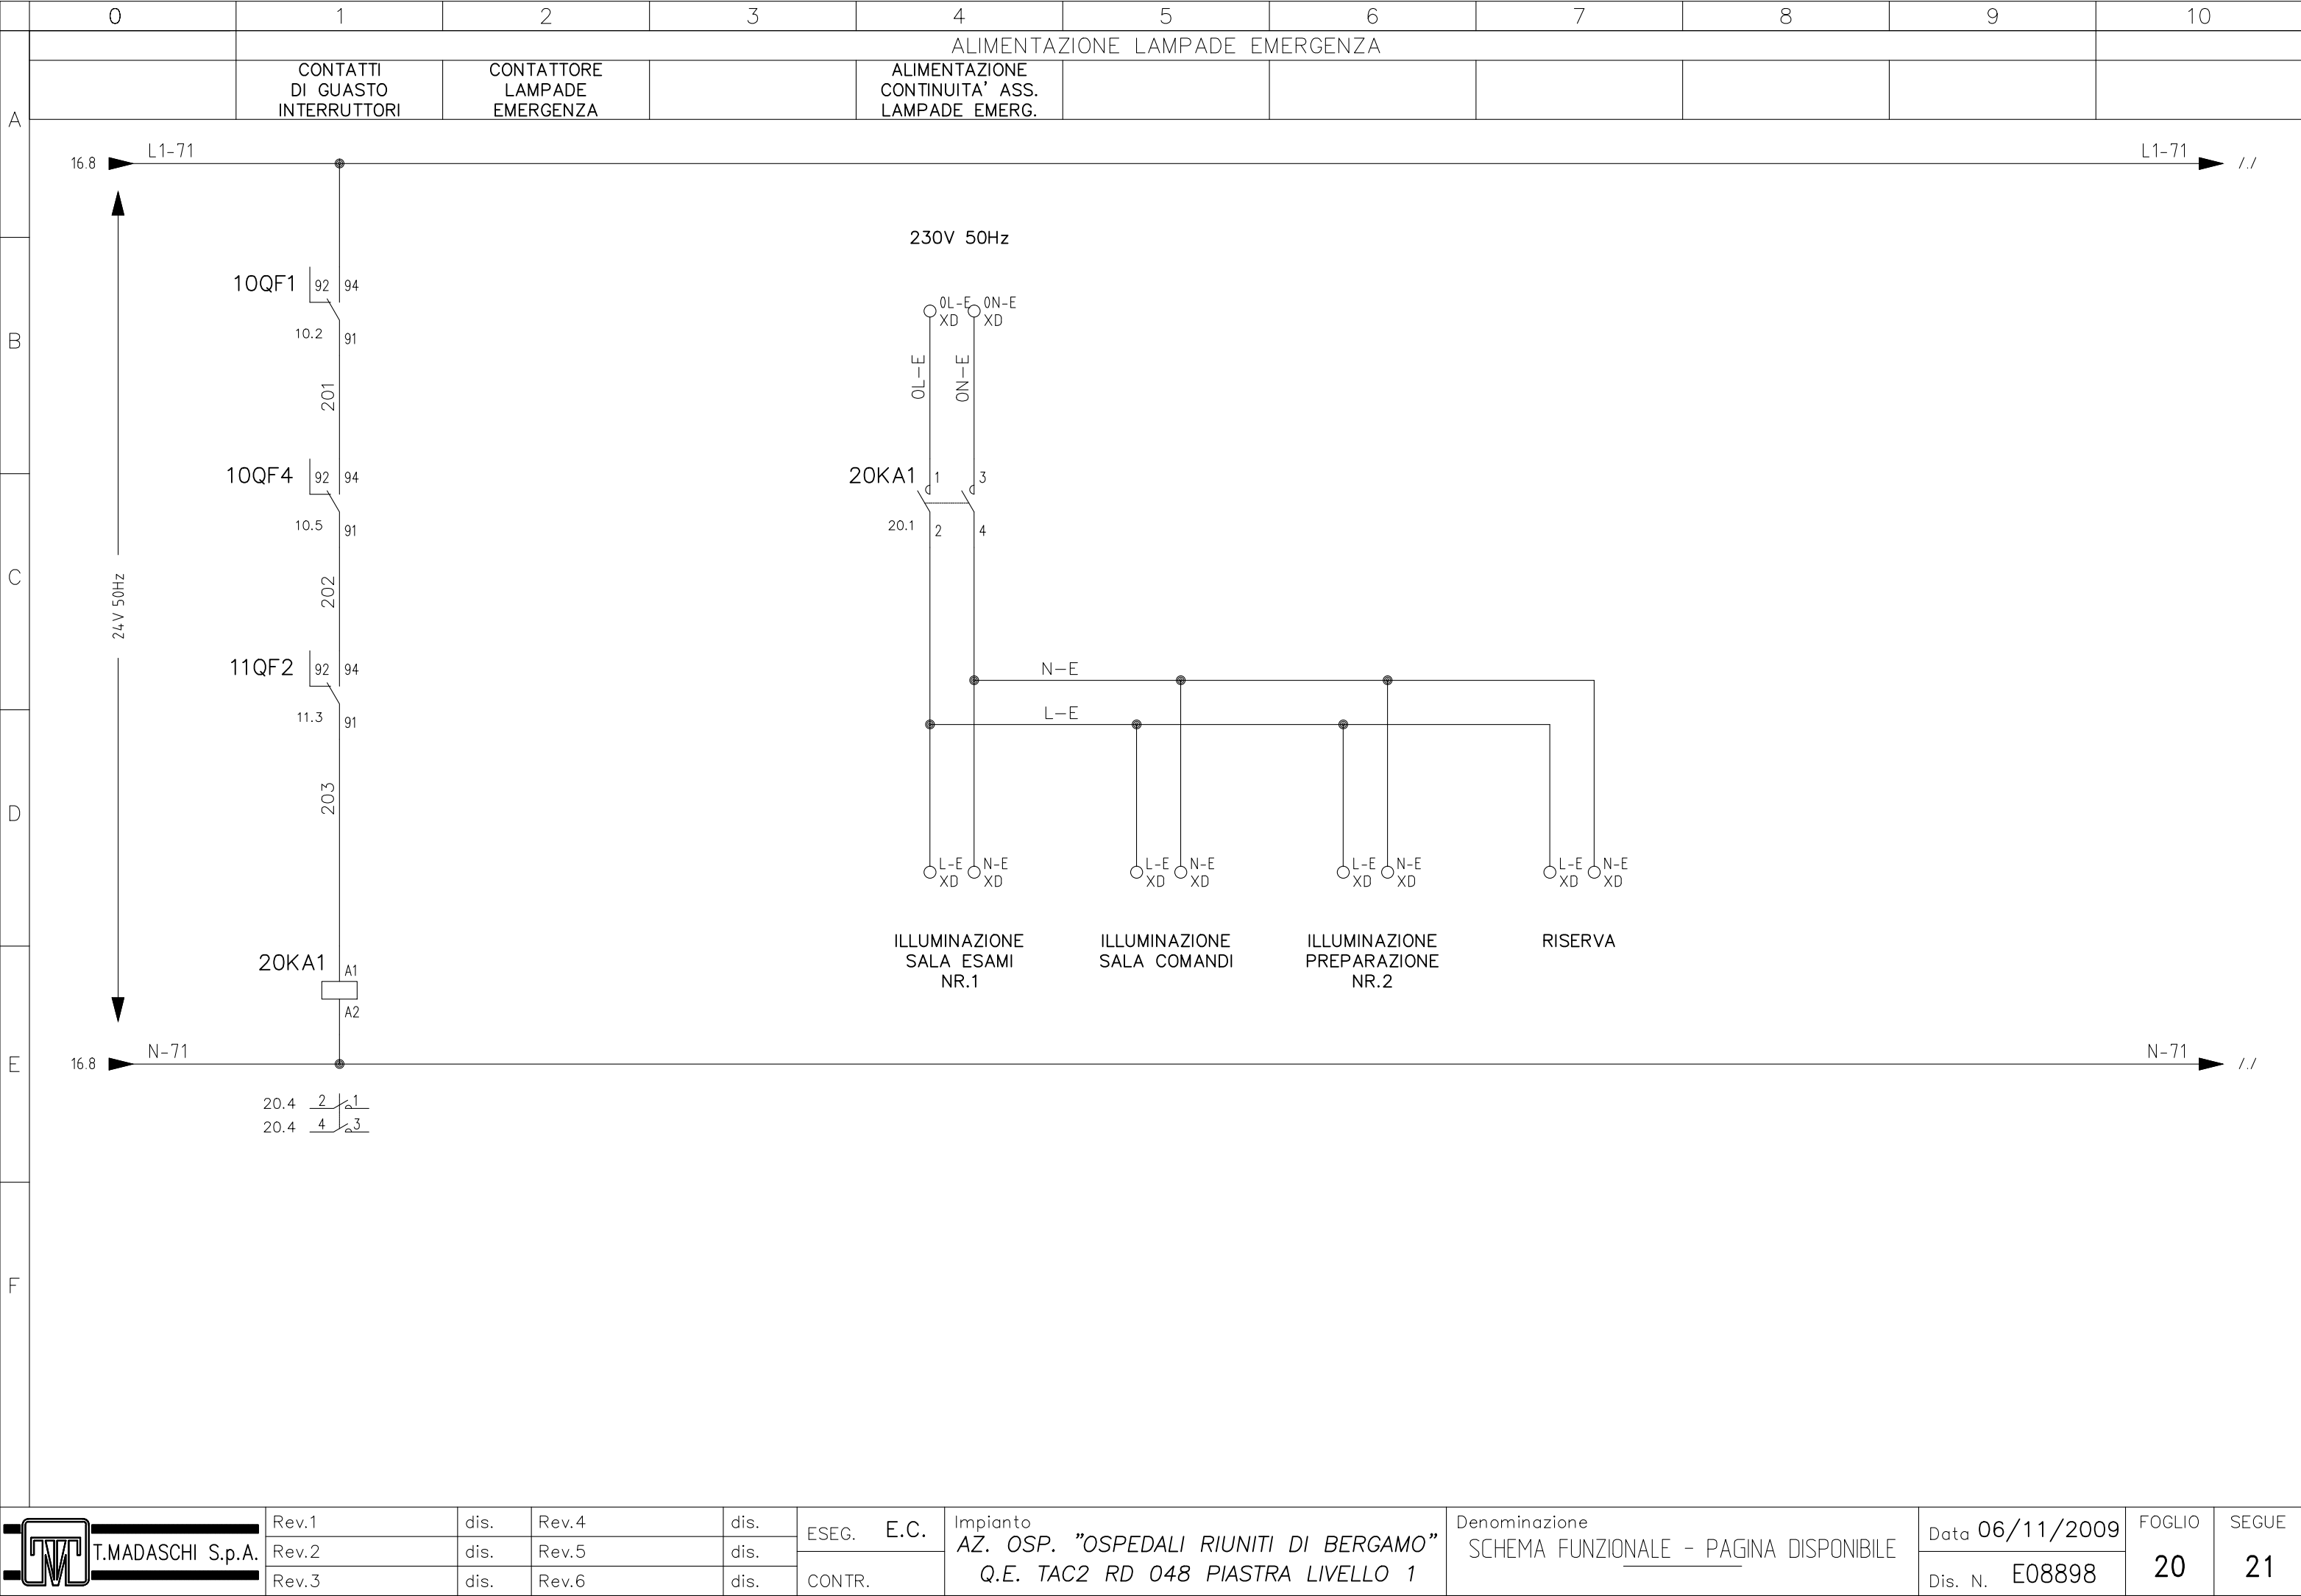 0 1 2 3 4 5 6 7 8 9 10
ALIMENTAZIONE LAMPADE EMERGENZA
CONTATTI
DI GUASTO
INTERRUTTORI
CONTATTORE
LAMPADE
EMERGENZA
ALIMENTAZIONE
CONTINUITA' ASS.
LAMPADE EMERG.
A
B
C
D
E
F
16.8 L1-71
L1-71 /./
24V 50Hz
10QF1 92 94
10.2 91
201
10QF4 92 94
10.5 91
202
11QF2 92 94
11.3 91
203
20KA1 A1
A2
16.8 N-71
N-71 /./
20.4 2 1
20.4 4 3
230V 50Hz
0L-E 0N-E
XD XD
0L-E 0N-E
20KA1 1 3
20.1 2 4
N-E
L-E
L-E N-E L-E N-E L-E N-E L-E N-E
XD XD XD XD XD XD XD XD
ILLUMINAZIONE
SALA ESAMI
NR.1
ILLUMINAZIONE
SALA COMANDI
ILLUMINAZIONE
PREPARAZIONE
NR.2
RISERVA
T.MADASCHI S.p.A.
Rev.1 dis. Rev.4 dis.
Rev.2 dis. Rev.5 dis.
Rev.3 dis. Rev.6 dis.
ESEG. E.C.
CONTR.
Impianto
AZ. OSP. "OSPEDALI RIUNITI DI BERGAMO"
Q.E. TAC2 RD 048 PIASTRA LIVELLO 1
Denominazione
SCHEMA FUNZIONALE - PAGINA DISPONIBILE
Data 06/11/2009
Dis. N. E08898
FOGLIO
20
SEGUE
21